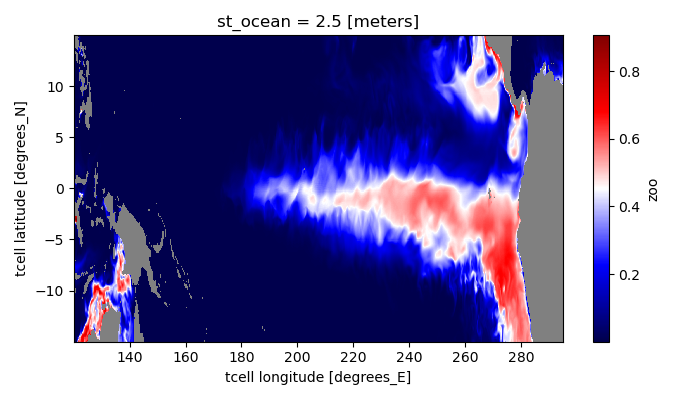 st_ocean = 2.5 [meters]
tcell latitude [degrees_N]
10
5
0
−5
−10
140 160 180 200 220 240 260 280
tcell longitude [degrees_E]
0.8
0.6
0.4
0.2
zoo